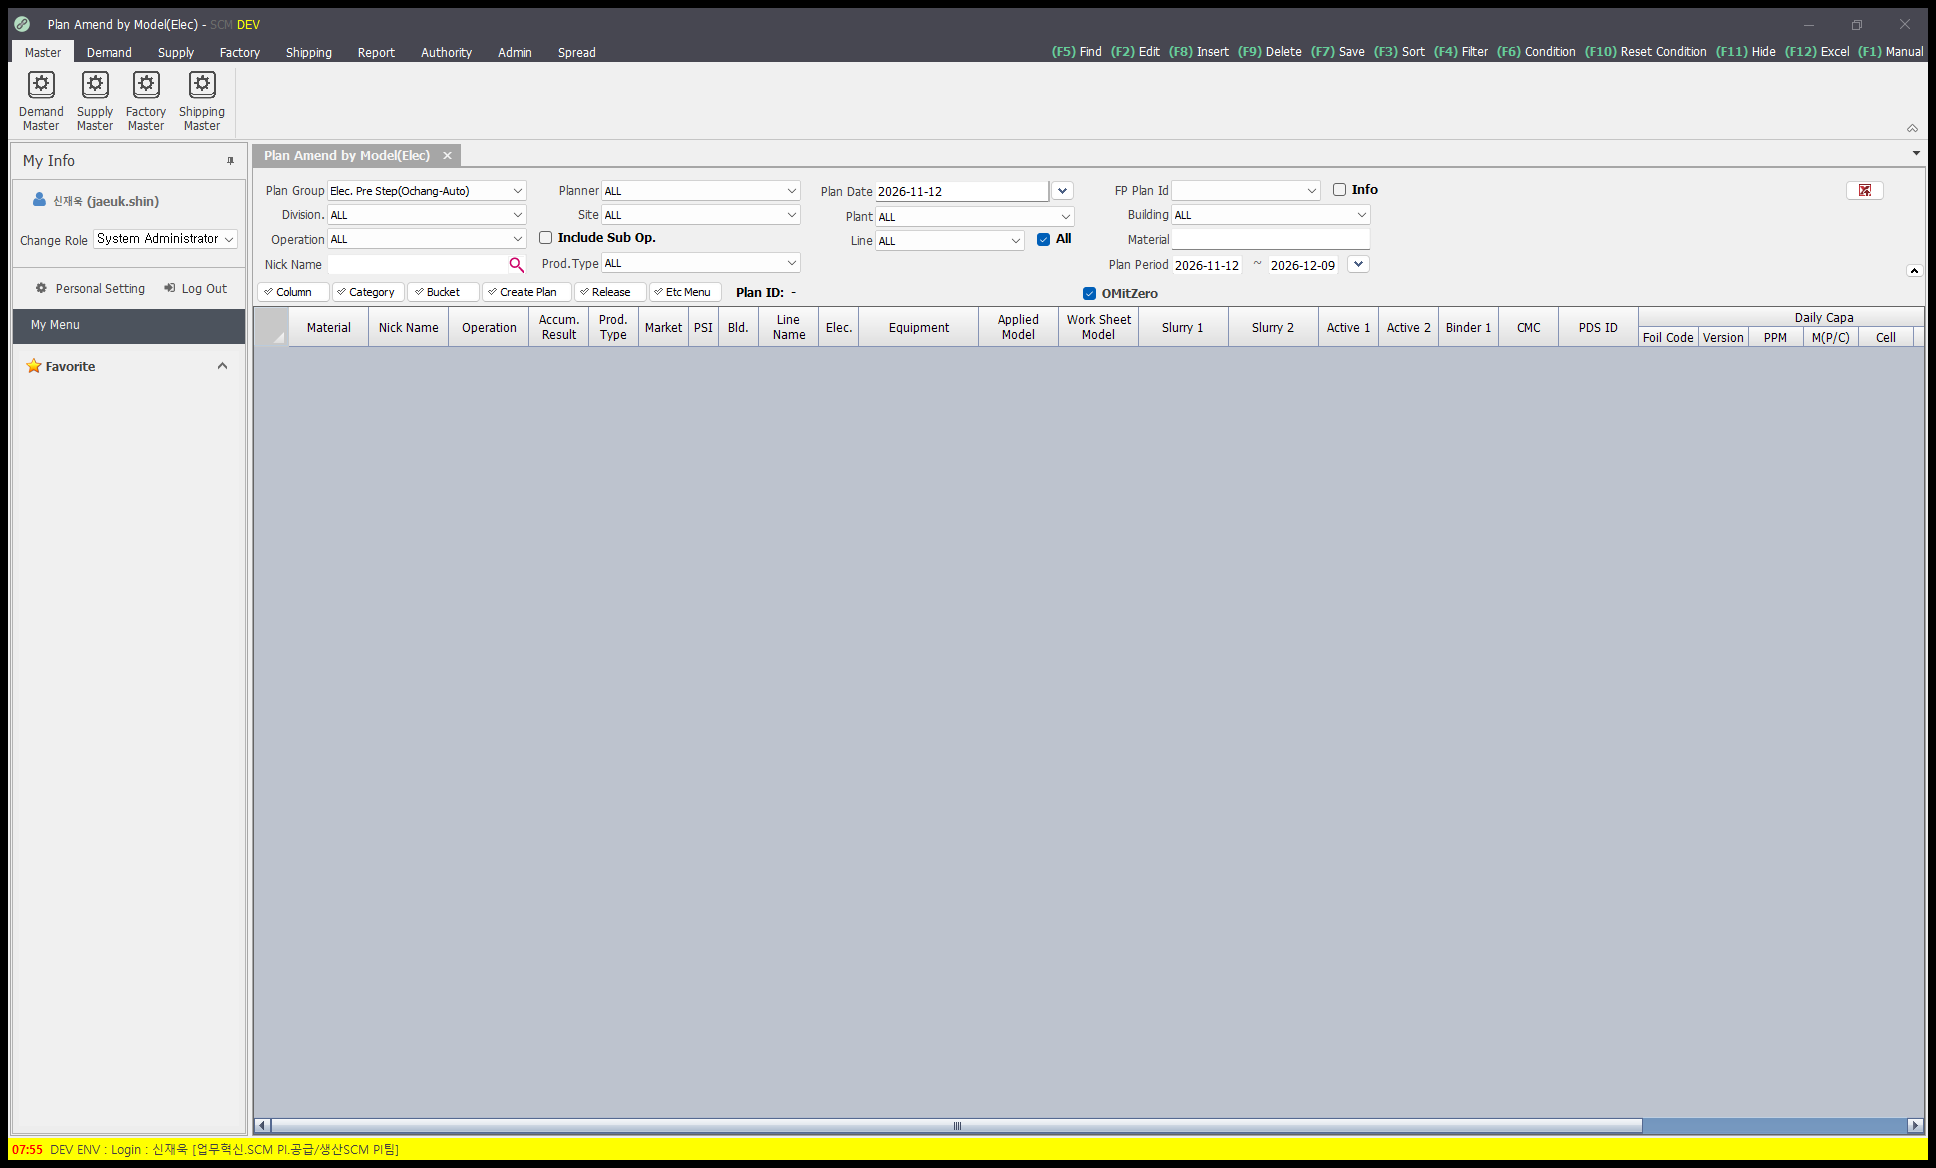 Plan Amend by Model(Elec) - SCM DEV
Master Demand Supply Factory Shipping Report Authority Admin Spread
(F5) Find (F2) Edit (F8) Insert (F9) Delete (F7) Save (F3) Sort (F4) Filter (F6) Condition (F10) Reset Condition (F11) Hide (F12) Excel (F1) Manual
Demand Master
Supply Master
Factory Master
Shipping Master
My Info
신재욱 (jaeuk.shin)
Change Role System Administrator
Personal Setting Log Out
My Menu
Favorite
Plan Amend by Model(Elec)
Plan Group Elec. Pre Step(Ochang-Auto) Planner ALL Plan Date 2026-11-12 FP Plan Id Info
Division. ALL Site ALL Plant ALL Building ALL
Operation ALL Include Sub Op. Line ALL All Material
Nick Name Prod.Type ALL Plan Period 2026-11-12 ~ 2026-12-09
Column Category Bucket Create Plan Release Etc Menu Plan ID: - OMitZero
Material Nick Name Operation Accum. Result Prod. Type Market PSI Bld. Line Name Elec. Equipment Applied Model Work Sheet Model Slurry 1 Slurry 2 Active 1 Active 2 Binder 1 CMC PDS ID Daily Capa
Foil Code Version PPM M(P/C) Cell
07:55 DEV ENV : Login : 신재욱 [업무혁신.SCM PI.공급/생산SCM PI팀]